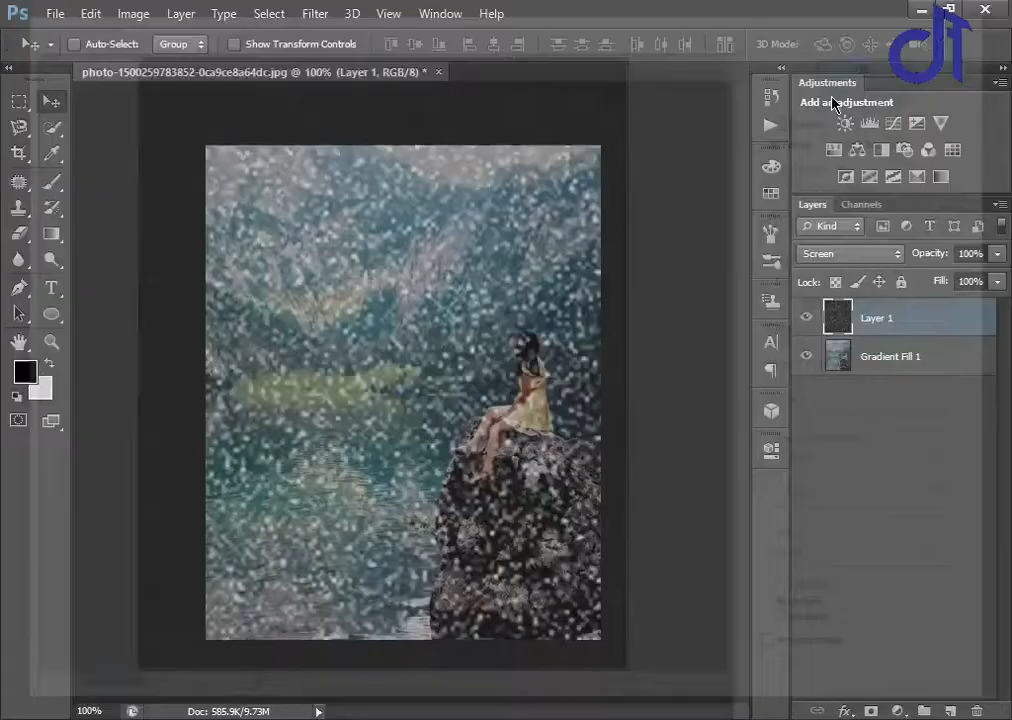 Ps File Edit Image Layer Type Select Filter 3D View Window Help
Auto-Select: Group Show Transform Controls 3D Mode:
photo-1500259783852-0ca9ce8a64dc.jpg @ 100% (Layer 1, RGB/8) * ×
Adjustments
Add an adjustment
Layers Channels
Kind
Screen Opacity: 100%
Lock: Fill: 100%
Layer 1
Gradient Fill 1
100% Doc: 585.9K/9.73M